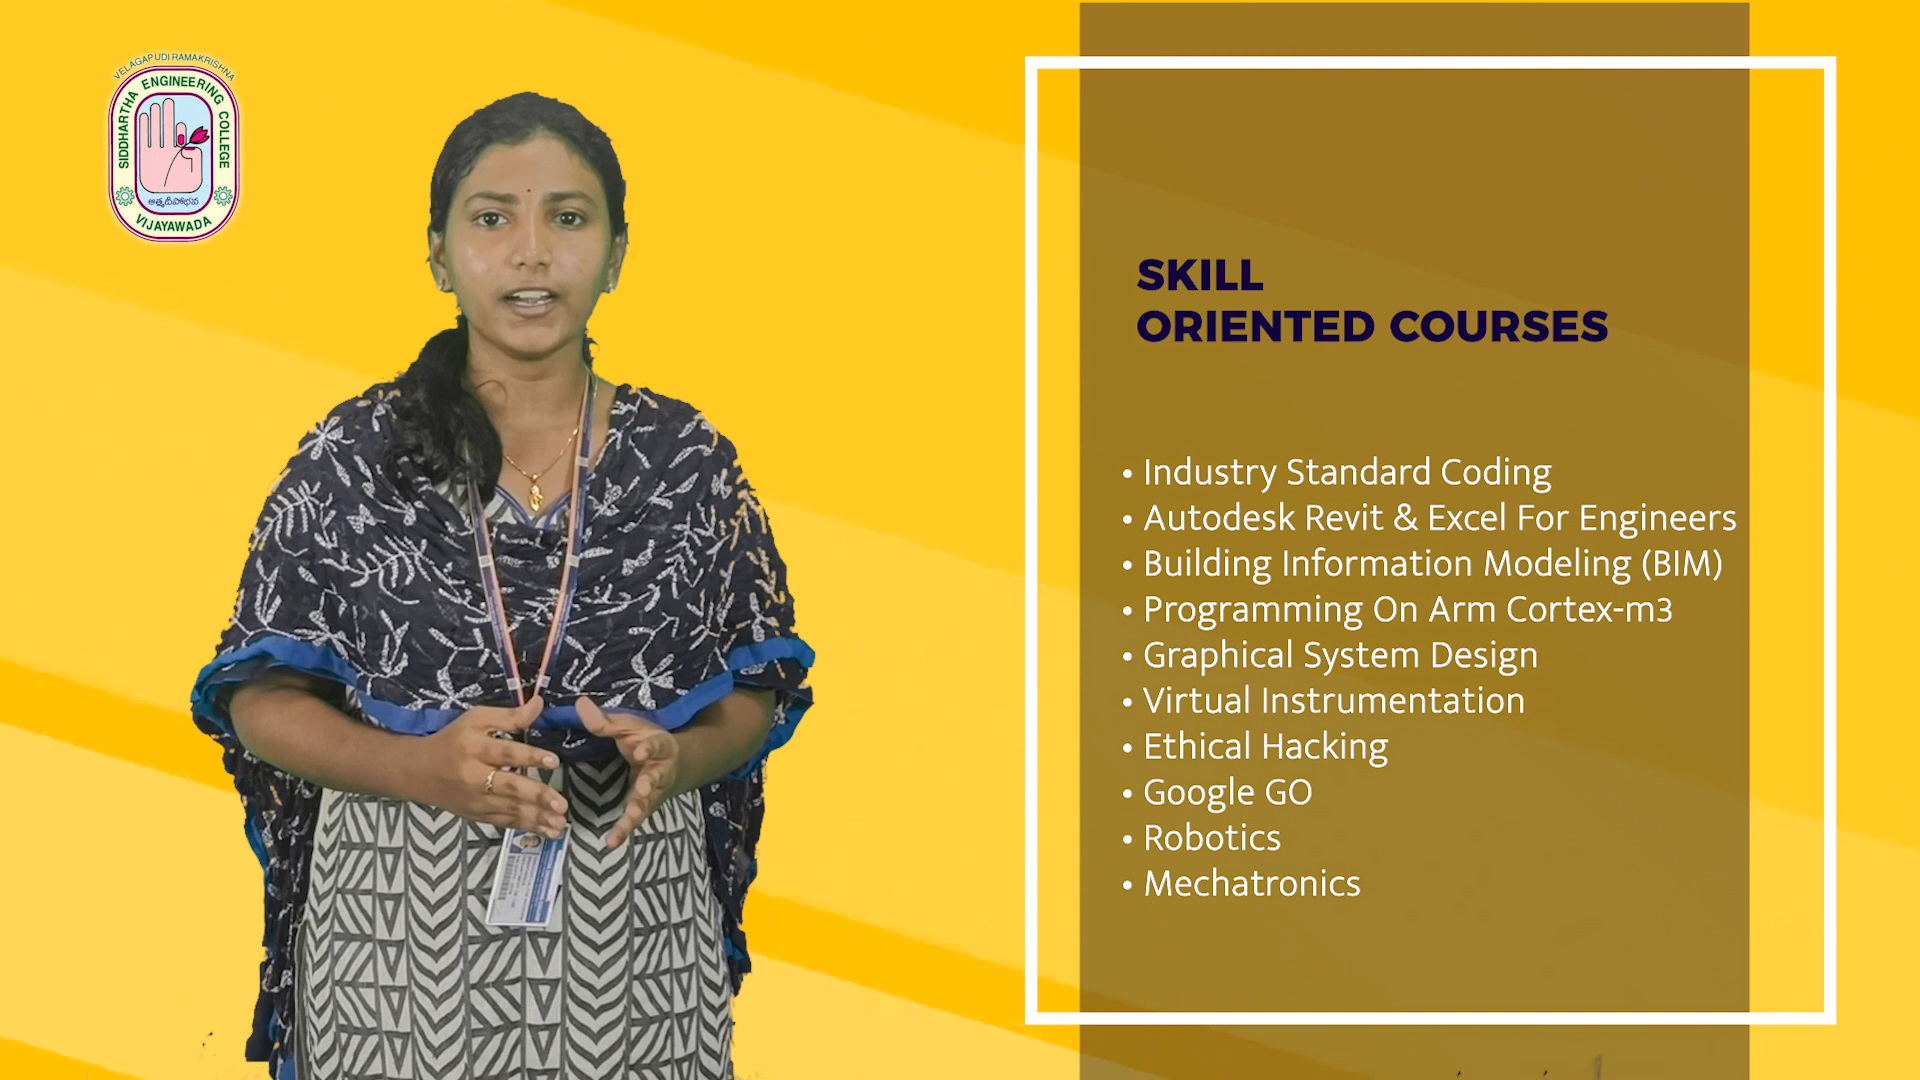 VELAGAPUDI RAMAKRISHNA
SIDDHARTHA ENGINEERING COLLEGE
VIJAYAWADA
SKILL
ORIENTED COURSES
• Industry Standard Coding
• Autodesk Revit & Excel For Engineers
• Building Information Modeling (BIM)
• Programming On Arm Cortex-m3
• Graphical System Design
• Virtual Instrumentation
• Ethical Hacking
• Google GO
• Robotics
• Mechatronics